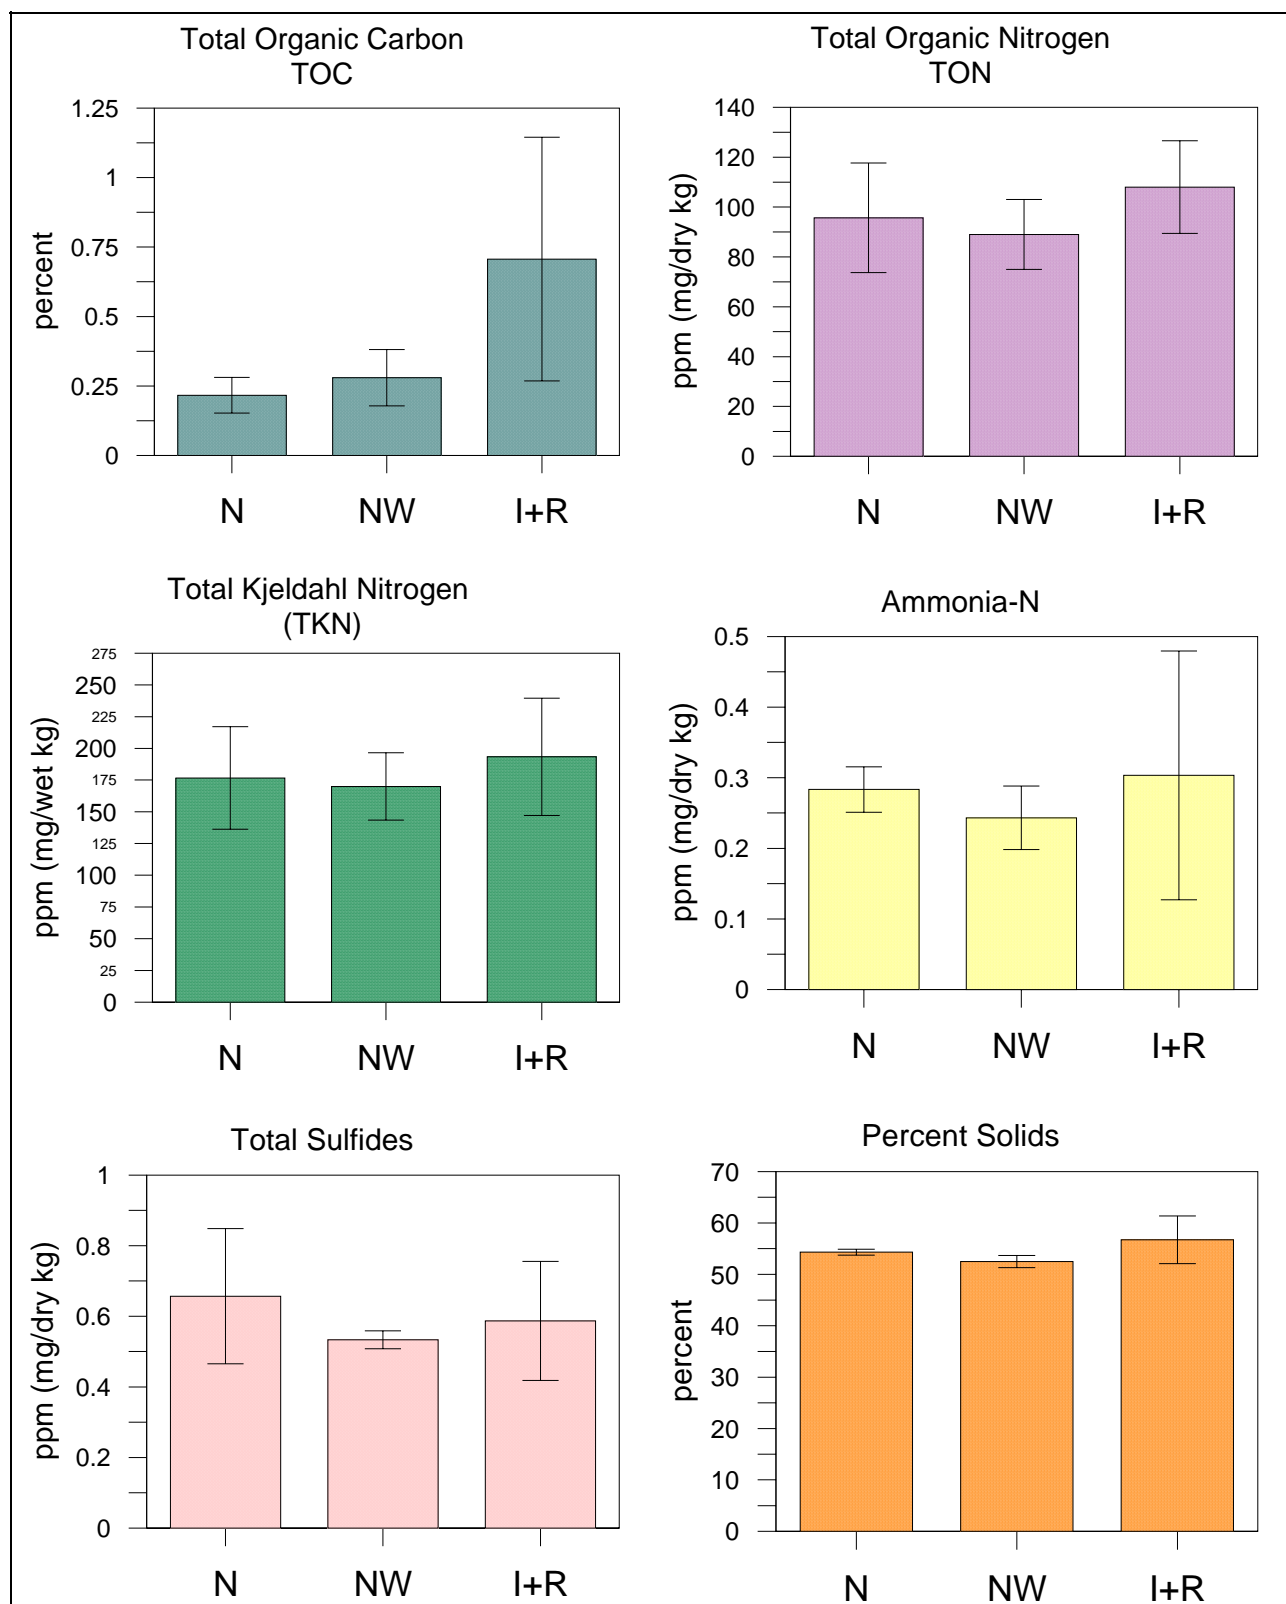 Total Organic Carbon
TOC
1.25
1
0.75
0.5
0.25
0
percent
N NW I+R
Total Organic Nitrogen
TON
140
120
100
80
60
40
20
0
ppm (mg/dry kg)
N NW I+R
Total Kjeldahl Nitrogen
(TKN)
275
250
225
200
175
150
125
100
75
50
25
0
ppm (mg/wet kg)
N NW I+R
Ammonia-N
0.5
0.4
0.3
0.2
0.1
0
ppm (mg/dry kg)
N NW I+R
Total Sulfides
1
0.8
0.6
0.4
0.2
0
ppm (mg/dry kg)
N NW I+R
Percent Solids
70
60
50
40
30
20
10
0
percent
N NW I+R